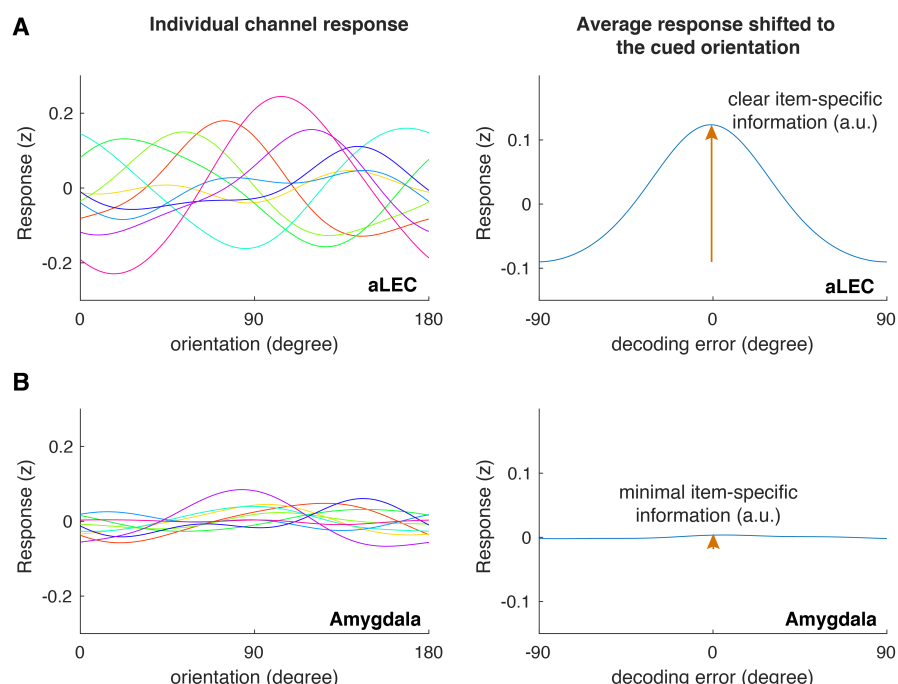 A
Individual channel response
Average response shifted to
the cued orientation
Response (z)
0.2
0
-0.2
aLEC
0
90
180
orientation (degree)
Response (z)
0.1
0
-0.1
clear item-specific
information (a.u.)
aLEC
-90
0
90
decoding error (degree)
B
Response (z)
0.2
0
-0.2
Amygdala
0
90
180
orientation (degree)
Response (z)
0.1
0
-0.1
minimal item-specific
information (a.u.)
Amygdala
-90
0
90
decoding error (degree)